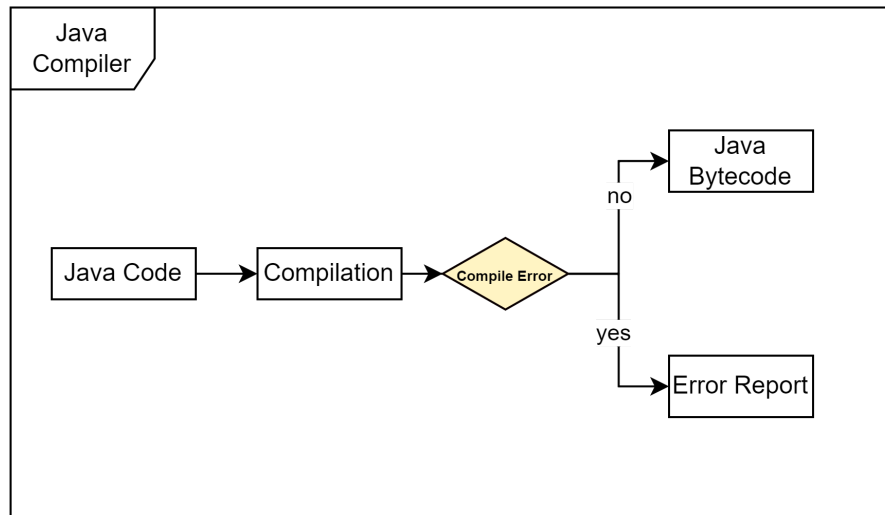 Java
Compiler
Java
Bytecode
no
Java Code
Compilation
Compile Error
yes
Error Report